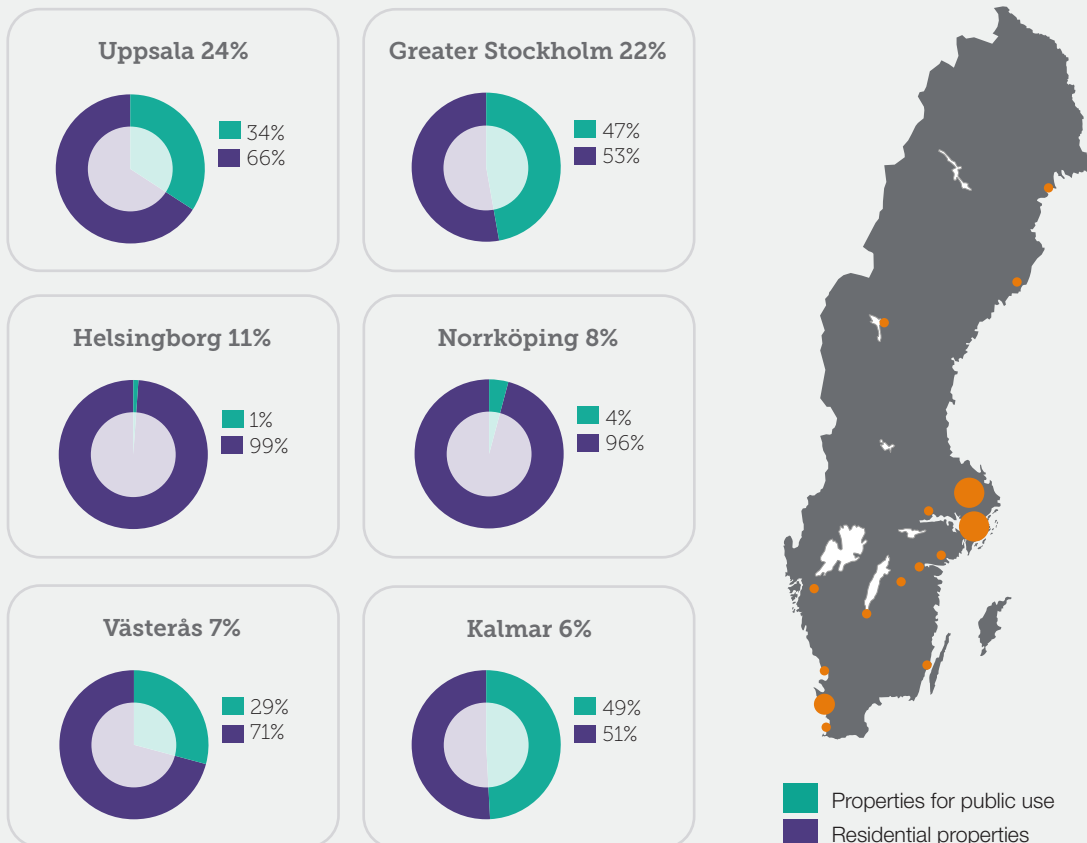 Uppsala 24%
34%
66%
Greater Stockholm 22%
47%
53%
Helsingborg 11%
1%
99%
Norrköping 8%
4%
96%
Västerås 7%
29%
71%
Kalmar 6%
49%
51%
Properties for public use
Residential properties